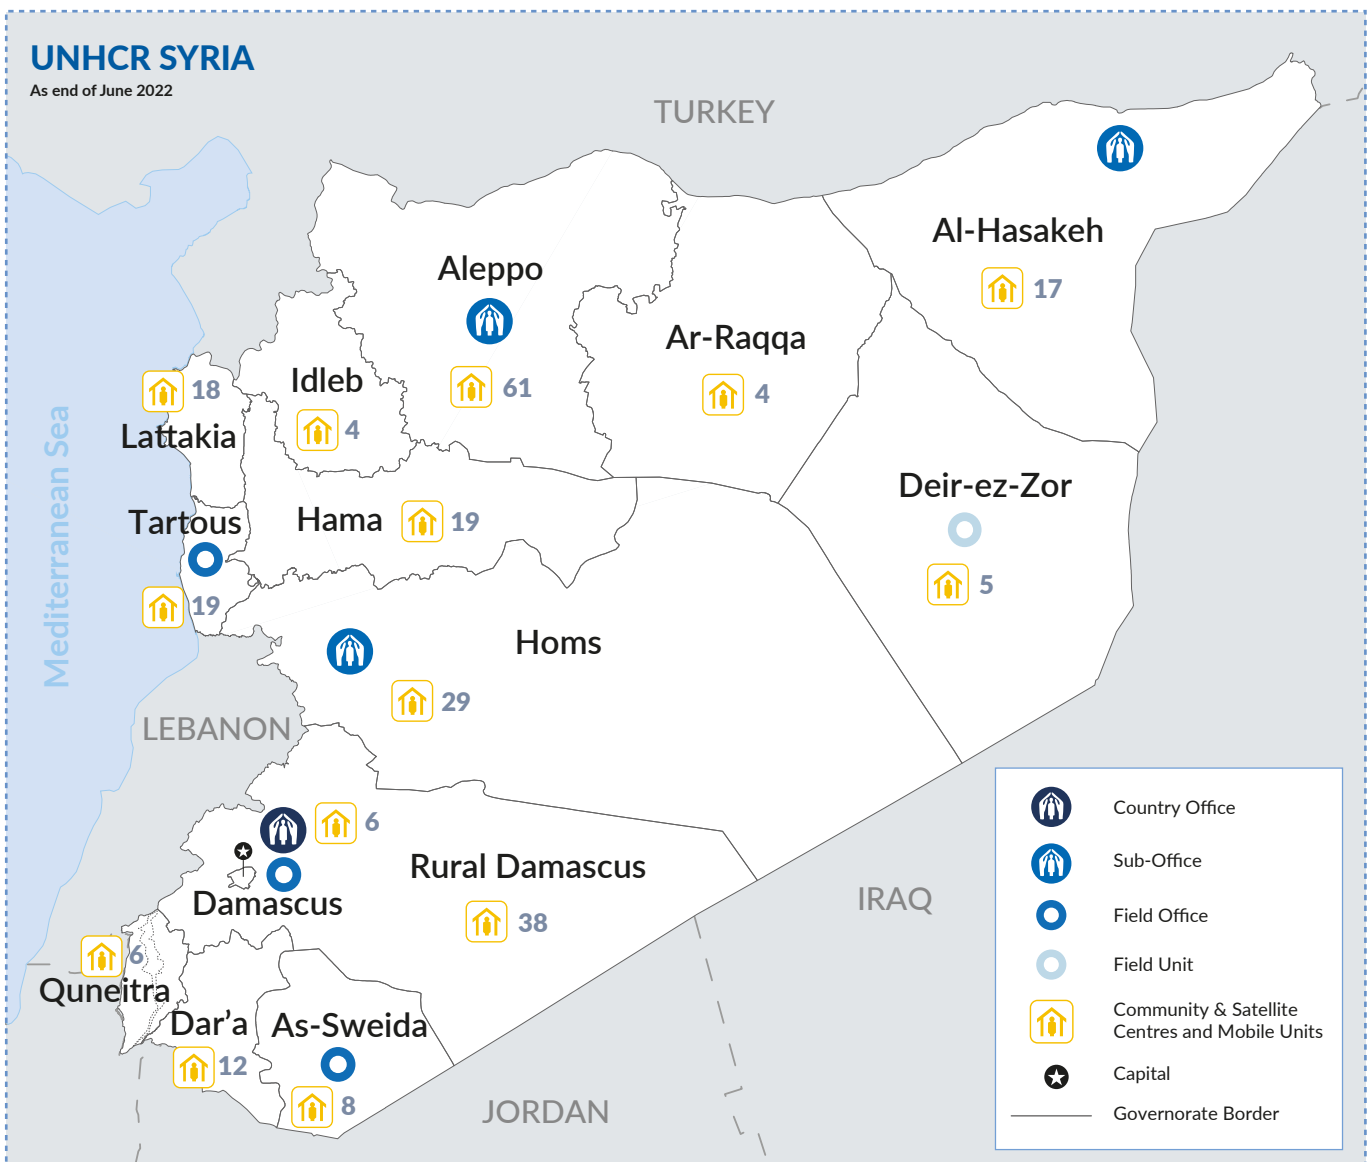 UNHCR SYRIA
As end of June 2022
TURKEY
Al-Hasakeh
17
Aleppo
61
Ar-Raqqa
4
Idleb
4
18
Lattakia
Mediterranean Sea
Deir-ez-Zor
5
Tartous
19
Hama
19
Homs
29
LEBANON
6
Rural Damascus
38
Damascus
IRAQ
6
Quneitra
Dar’a
12
As-Sweida
8
JORDAN
Country Office
Sub-Office
Field Office
Field Unit
Community & Satellite
Centres and Mobile Units
Capital
Governorate Border